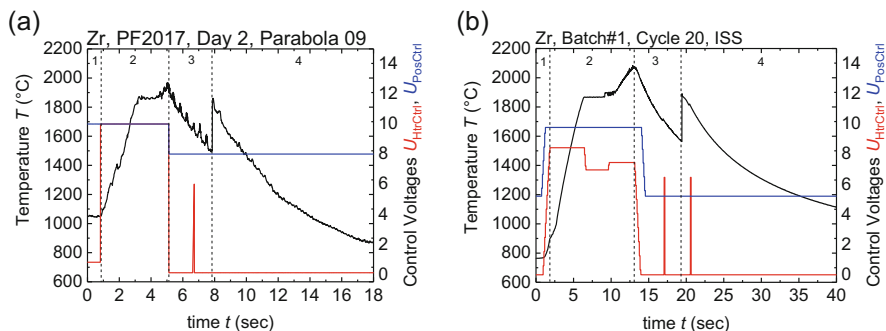 (a)
Zr, PF2017, Day 2, Parabola 09
1 2 3 4
2200
2000
1800
1600
1400
1200
1000
800
600
Temperature T (°C)
14
12
10
8
6
4
2
0
Control Voltages U_HtrCtrl, U_PosCtrl
0 2 4 6 8 10 12 14 16 18
time t (sec)
(b)
Zr, Batch#1, Cycle 20, ISS
1 2 3 4
2200
2000
1800
1600
1400
1200
1000
800
600
Temperature T (°C)
14
12
10
8
6
4
2
0
Control Voltages U_HtrCtrl, U_PosCtrl
0 5 10 15 20 25 30 35 40
time t (sec)